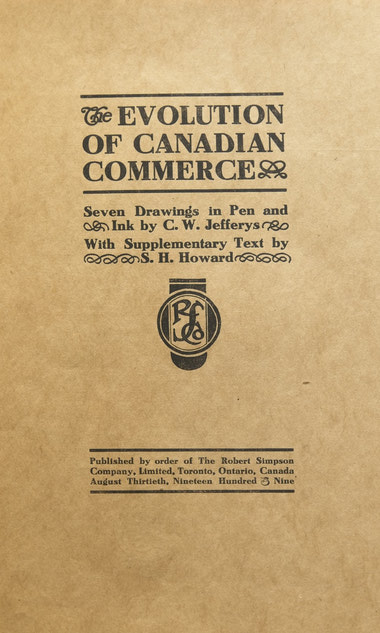 The EVOLUTION
OF CANADIAN
COMMERCE
Seven Drawings in Pen and
Ink by C. W. Jefferys
With Supplementary Text by
S. H. Howard
Published by order of The Robert Simpson
Company, Limited, Toronto, Ontario, Canada
August Thirtieth, Nineteen Hundred & Nine